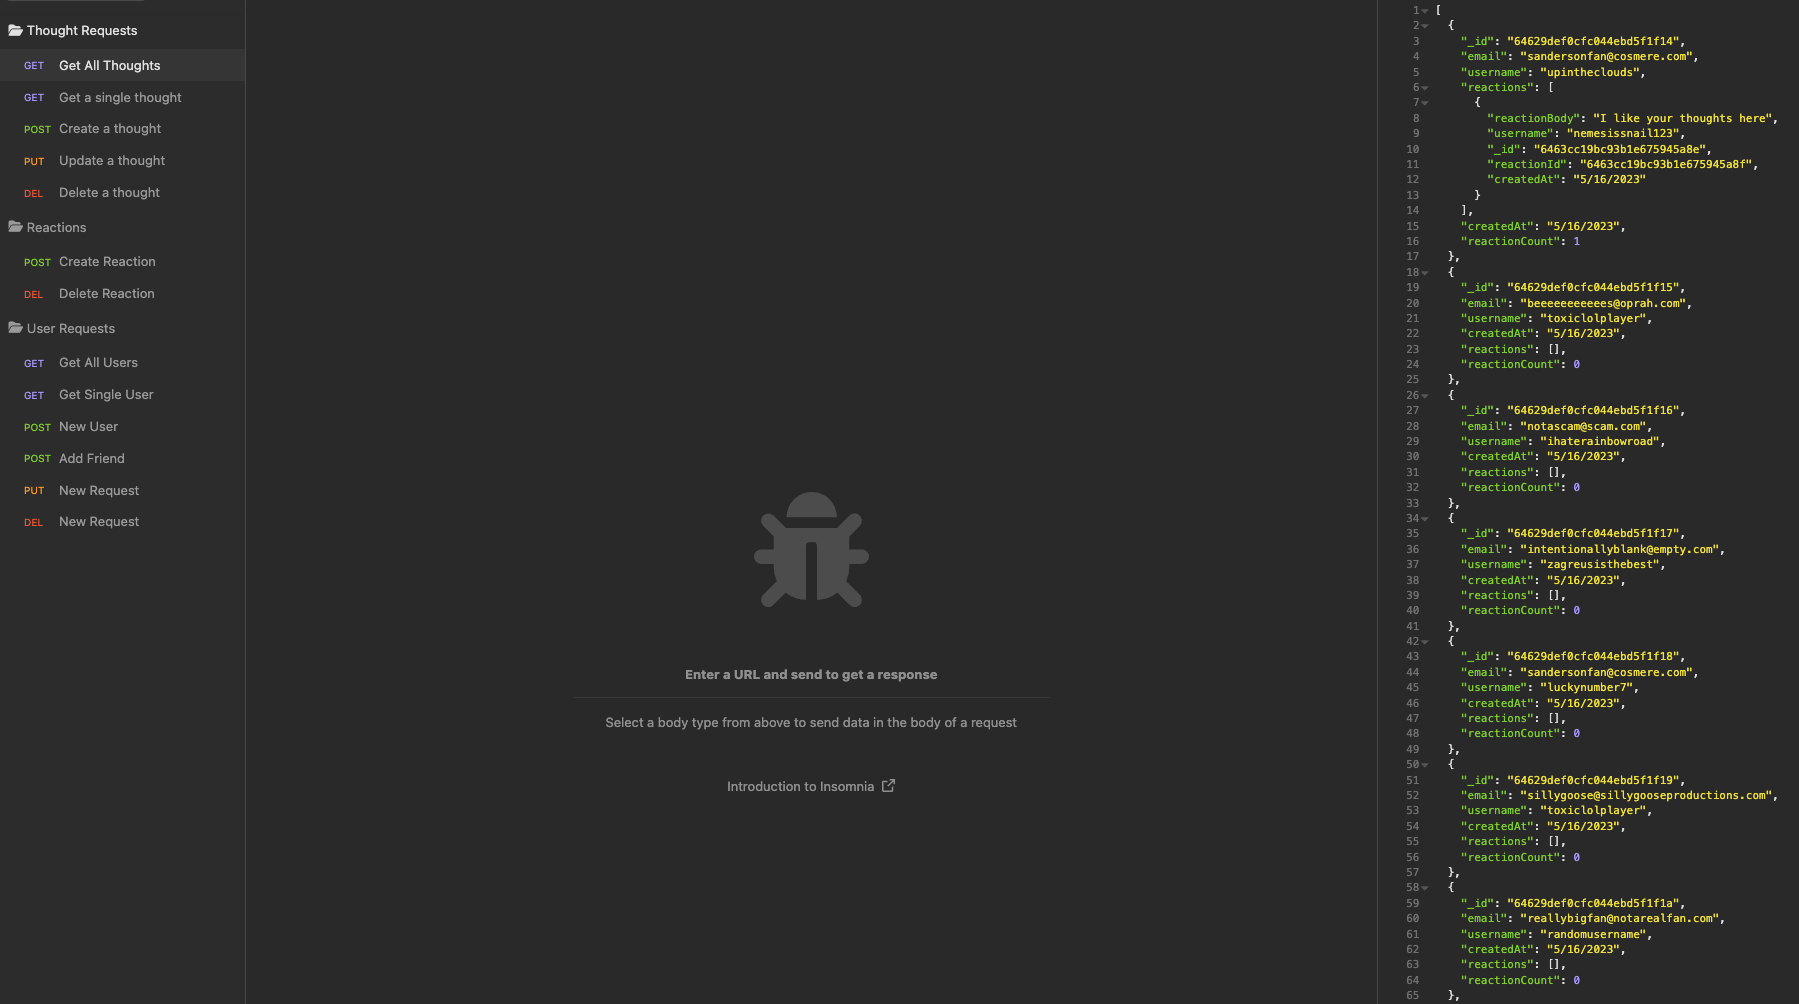 Thought Requests
GET Get All Thoughts
GET Get a single thought
POST Create a thought
PUT Update a thought
DEL Delete a thought
Reactions
POST Create Reaction
DEL Delete Reaction
User Requests
GET Get All Users
GET Get Single User
POST New User
POST Add Friend
PUT New Request
DEL New Request
Enter a URL and send to get a response
Select a body type from above to send data in the body of a request
Introduction to Insomnia
1 [
2 {
3 "_id": "64629def0cfc044ebd5f1f14",
4 "email": "sandersonfan@cosmere.com",
5 "username": "upintheclouds",
6 "reactions": [
7 {
8 "reactionBody": "I like your thoughts here",
9 "username": "nemesissnail123",
10 "_id": "6463cc19bc93b1e675945a8e",
11 "reactionId": "6463cc19bc93b1e675945a8f",
12 "createdAt": "5/16/2023"
13 }
14 ],
15 "createdAt": "5/16/2023",
16 "reactionCount": 1
17 },
18 {
19 "_id": "64629def0cfc044ebd5f1f15",
20 "email": "beeeeeeeeeees@oprah.com",
21 "username": "toxiclolplayer",
22 "createdAt": "5/16/2023",
23 "reactions": [],
24 "reactionCount": 0
25 },
26 {
27 "_id": "64629def0cfc044ebd5f1f16",
28 "email": "notascam@scam.com",
29 "username": "ihaterainbowroad",
30 "createdAt": "5/16/2023",
31 "reactions": [],
32 "reactionCount": 0
33 },
34 {
35 "_id": "64629def0cfc044ebd5f1f17",
36 "email": "intentionallyblank@empty.com",
37 "username": "zagreusisthebest",
38 "createdAt": "5/16/2023",
39 "reactions": [],
40 "reactionCount": 0
41 },
42 {
43 "_id": "64629def0cfc044ebd5f1f18",
44 "email": "sandersonfan@cosmere.com",
45 "username": "luckynumber7",
46 "createdAt": "5/16/2023",
47 "reactions": [],
48 "reactionCount": 0
49 },
50 {
51 "_id": "64629def0cfc044ebd5f1f19",
52 "email": "sillygoose@sillygooseproductions.com",
53 "username": "toxiclolplayer",
54 "createdAt": "5/16/2023",
55 "reactions": [],
56 "reactionCount": 0
57 },
58 {
59 "_id": "64629def0cfc044ebd5f1f1a",
60 "email": "reallybigfan@notarealfan.com",
61 "username": "randomusername",
62 "createdAt": "5/16/2023",
63 "reactions": [],
64 "reactionCount": 0
65 },